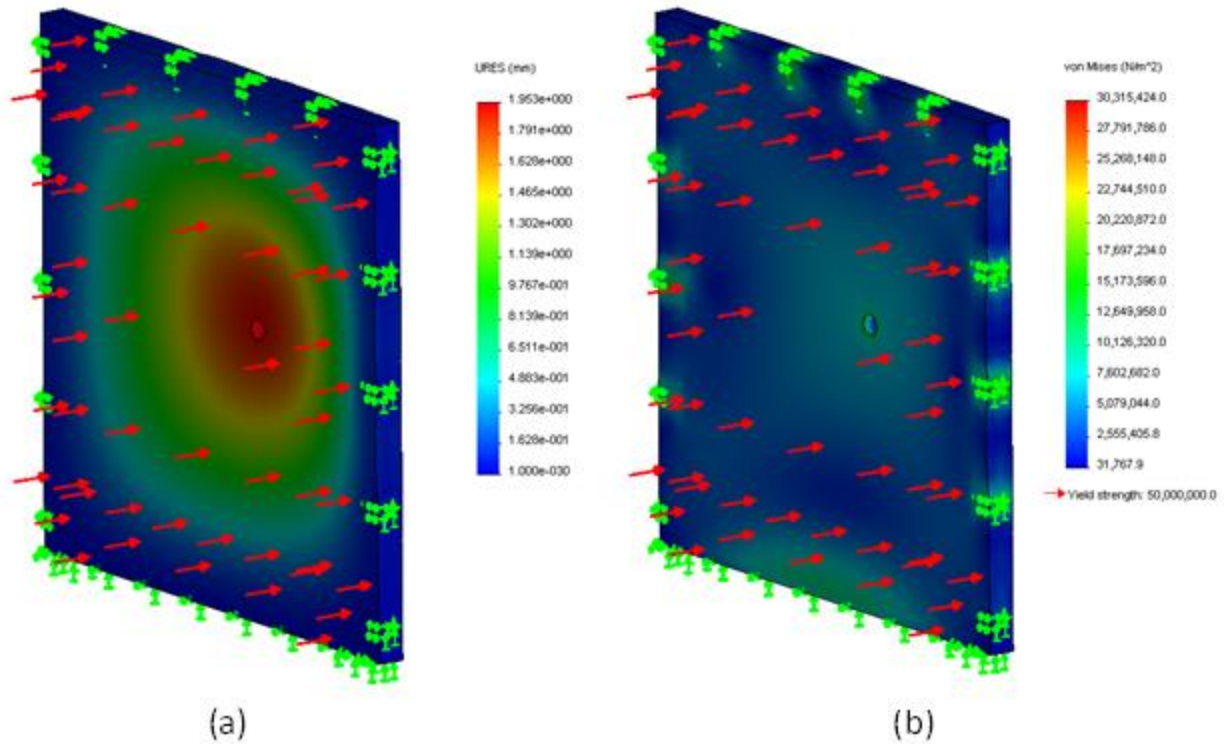 URES (mm)
1.953e+000
1.791e+000
1.628e+000
1.465e+000
1.302e+000
1.139e+000
9.767e-001
8.139e-001
6.511e-001
4.883e-001
3.256e-001
1.628e-001
1.000e-030
(a)
von Mises (N/m^2)
30,315,424.0
27,791,786.0
25,268,148.0
22,744,510.0
20,220,872.0
17,697,234.0
15,173,596.0
12,649,958.0
10,126,320.0
7,602,682.0
5,079,044.0
2,555,405.8
31,767.9
Yield strength: 50,000,000.0
(b)